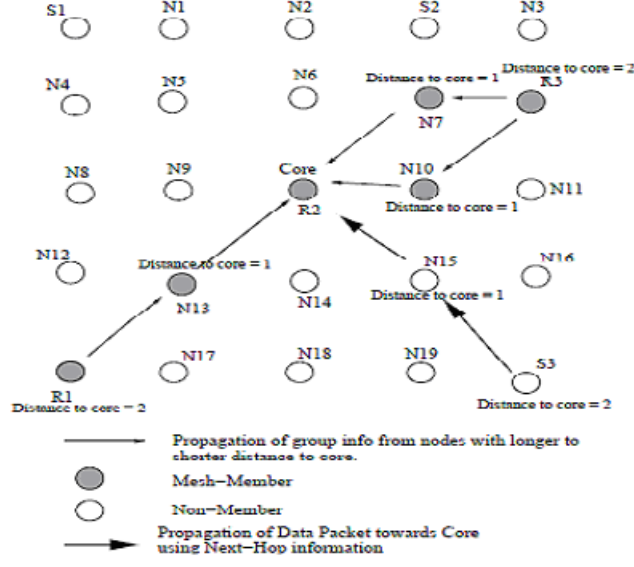 S1 N1 N2 S2 N3
Distance to core = 2
Distance to core = 1 R3
N4 N5 N6
N7
N8 N9 Core N10
N11
R2 Distance to core = 1
N12 Distance to core = 1 N15 N16
N13 N14 Distance to core = 1
N17 N18 N19 S3
R1
Distance to core = 2 Distance to core = 2
Propagation of group info from nodes with longer to
shorter distance to core.
Mesh-Member
Non-Member
Propagation of Data Packet towards Core
using Next-Hop information